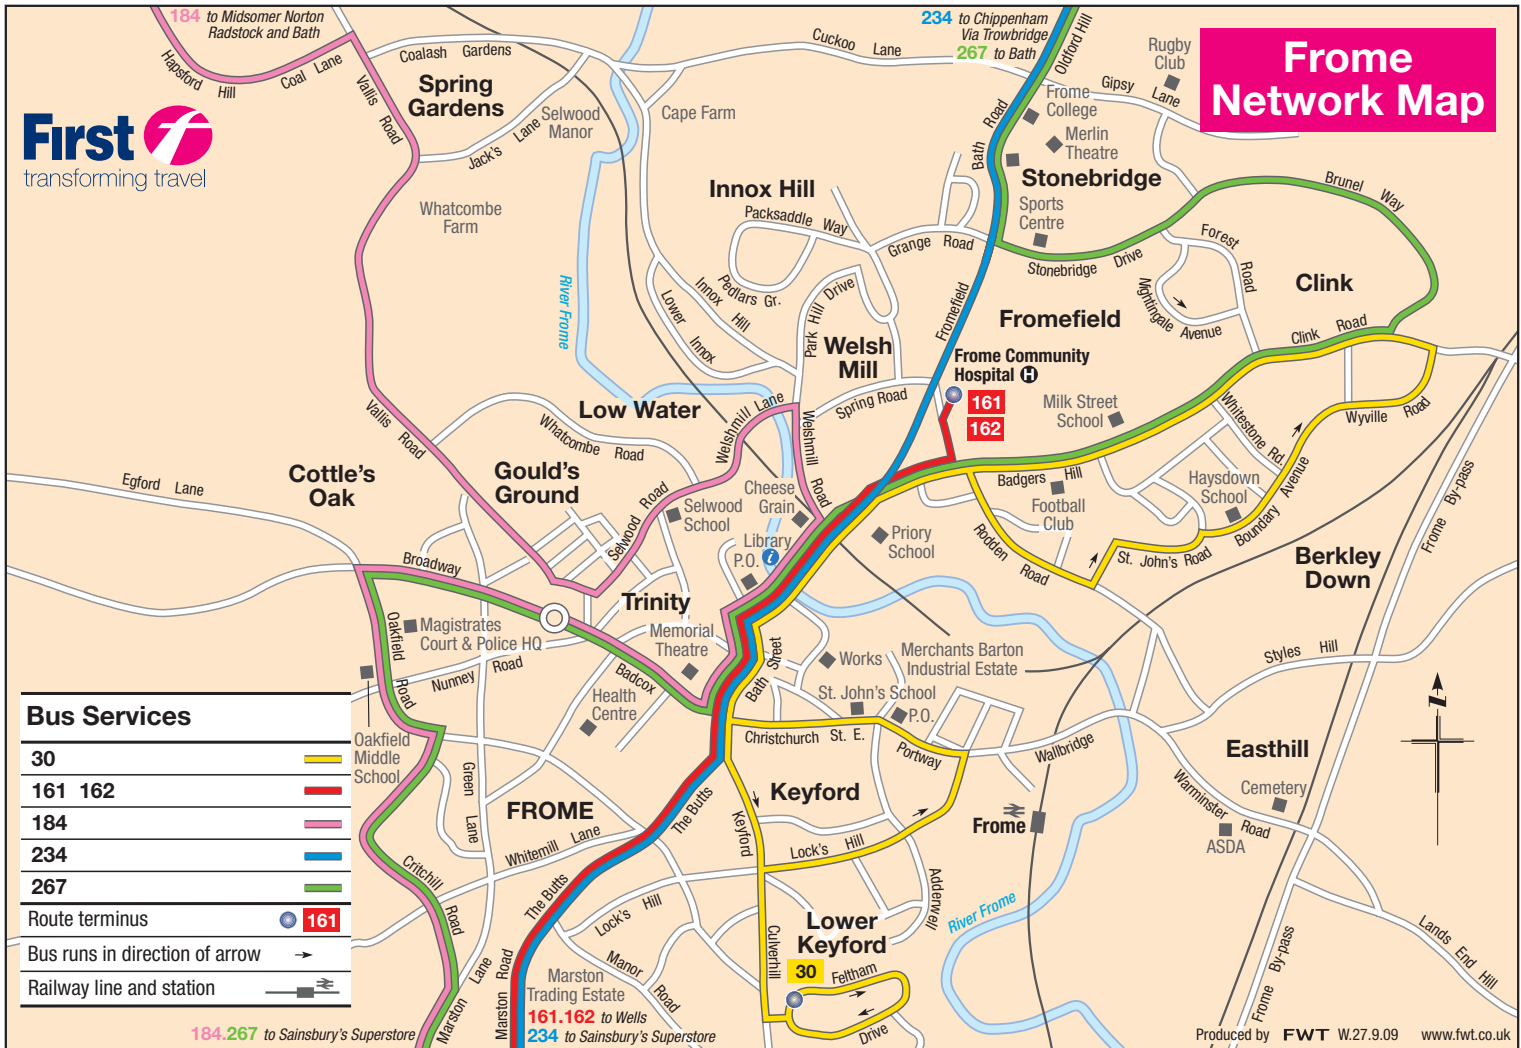 184 to Midsomer Norton
Radstock and Bath
234 to Chippenham
Via Trowbridge
267 to Bath
Frome
Network Map
First
transforming travel
Hapsford
Hill
Coal Lane
Vallis
Road
Coalash Gardens
Spring
Gardens
Jack's Lane
Selwood
Manor
Cuckoo Lane
Cape Farm
Oldford Hill
Gipsy
Lane
Rugby
Club
Frome
College
Merlin
Theatre
Bath Road
Stonebridge
Sports
Centre
Brunel Way
Whatcombe
Farm
Innox Hill
Packsaddle Way
Grange Road
Stonebridge Drive
Forest
Road
Clink
River Frome
Pedlars Gr.
Innox
Hill
Lower
Innox
Park Hill Drive
Fromefield
Nightingale
Avenue
Fromefield
Clink Road
Welsh
Mill
Frome Community
Hospital H
161
162
Spring Road
Milk Street
School
Whitestone Rd.
Wyville Road
Low Water
Welshmill Lane
Welshmill
Road
Whatcombe Road
Vallis Road
Cottle's
Oak
Gould's
Ground
Egford Lane
Selwood Road
Selwood
School
Cheese
Grain
Library
P.O.
i
Priory
School
Badgers Hill
Football
Club
Haysdown
School
Boundary Avenue
St. John's Road
Rodden
Road
Frome By-pass
Berkley
Down
Broadway
Trinity
Oakfield
Road
Magistrates
Court & Police HQ
Nunney Road
Memorial
Theatre
Badcox
Health
Centre
Bath Street
Works
Merchants Barton
Industrial Estate
St. John's School
P.O.
Styles Hill
Christchurch St. E.
Portway
Wallbridge
Easthill
Cemetery
Warminster
Road
ASDA
Oakfield
Middle
School
Green
Lane
FROME
Whitemill Lane
The Butts
Keyford
Keyford
Lock's Hill
Frome
Adderwell
Critchill
Road
The Butts
Lock's Hill
Manor
Road
Culverhill
Lower
Keyford
30
Feltham
Drive
River Frome
Lands End Hill
Frome By-pass
Marston Lane
Marston Road
Marston
Trading Estate
161.162 to Wells
234 to Sainsbury's Superstore
184.267 to Sainsbury's Superstore
Bus Services
30
161 162
184
234
267
Route terminus 161
Bus runs in direction of arrow
Railway line and station
N
Produced by FWT W.27.9.09 www.fwt.co.uk